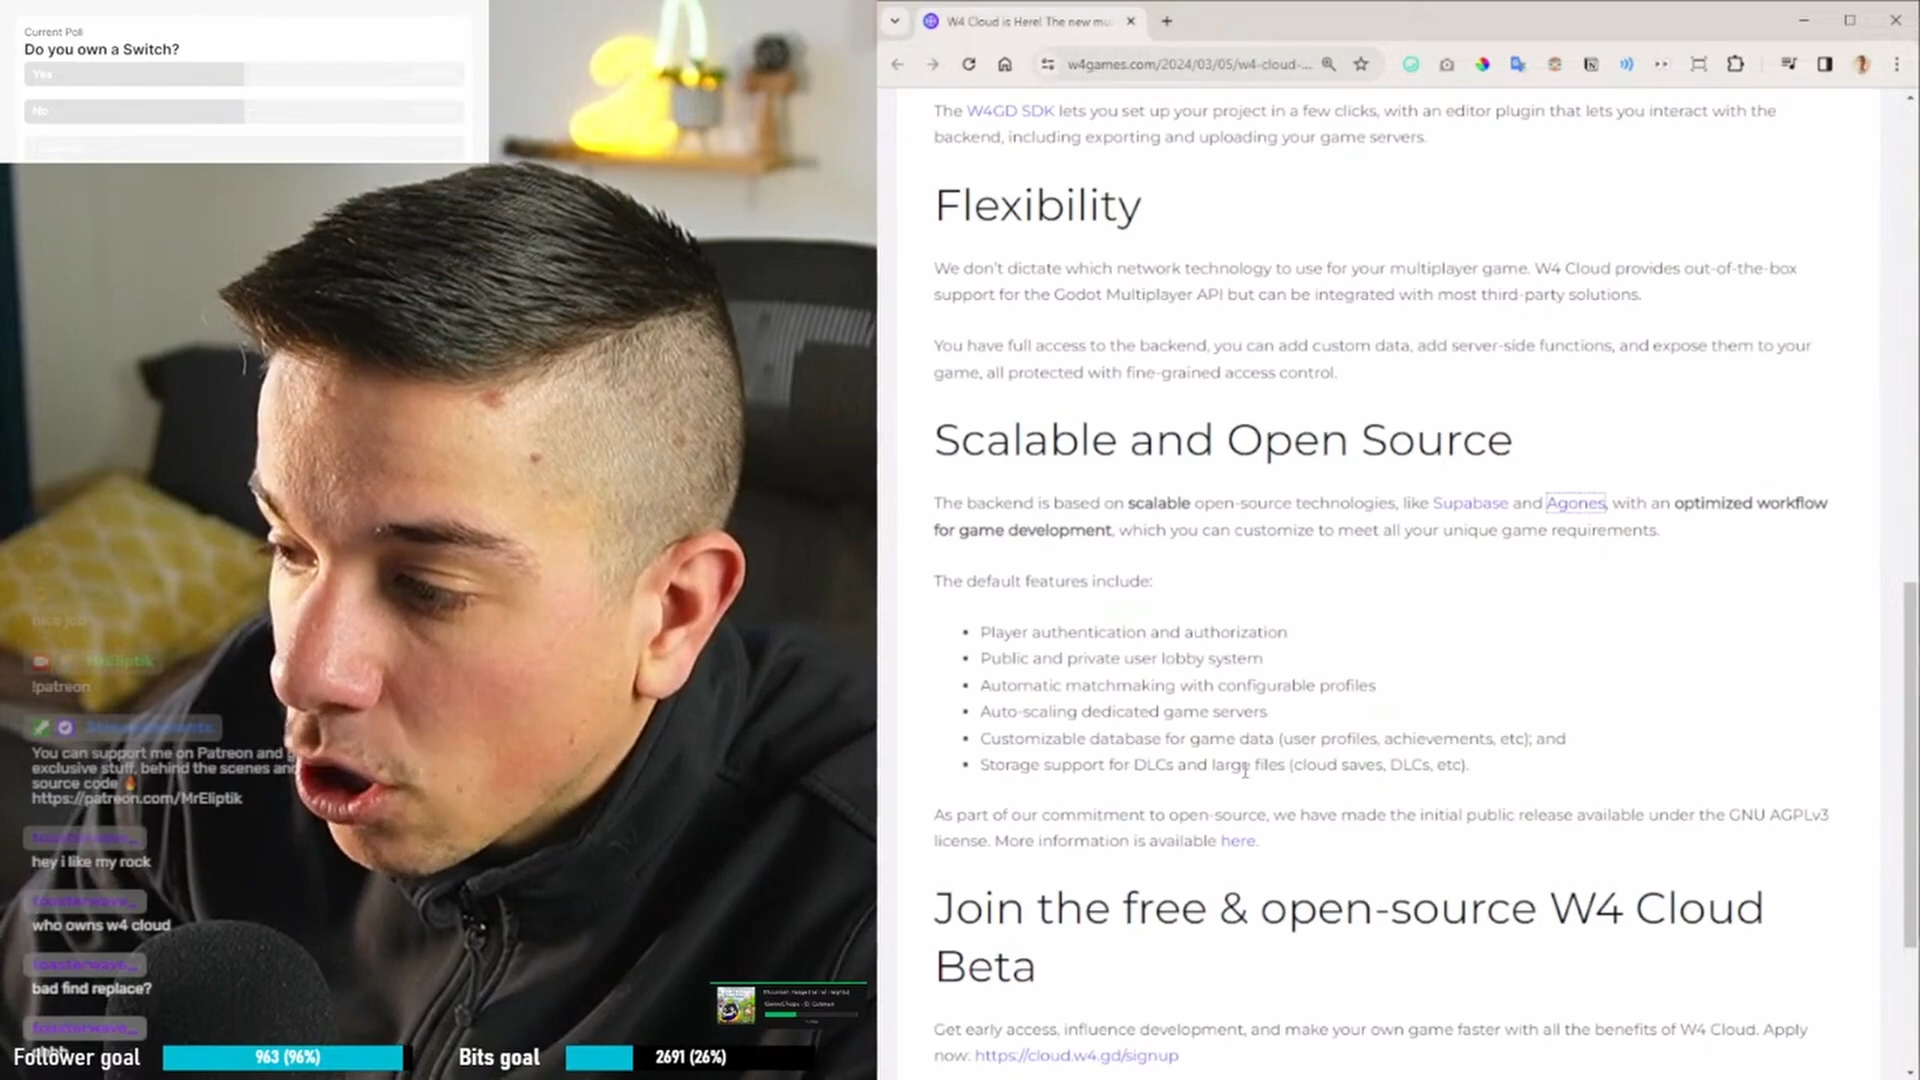 Current Poll
Do you own a Switch?
Yes
No
nice job
MrEliptik
!patreon
You can support me on Patreon and
exclusive stuff, behind the scenes and
source code
https://patreon.com/MrEliptik
toasterwave_
hey i like my rock
toasterwave_
who owns w4 cloud
toasterwave_
bad find replace?
toasterwave_
Follower goal
963 (96%)
Bits goal
2691 (26%)
W4 Cloud is Here! The new mu
w4games.com/2024/03/05/w4-cloud-...
The W4GD SDK lets you set up your project in a few clicks, with an editor plugin that lets you interact with the
backend, including exporting and uploading your game servers.
Flexibility
We don't dictate which network technology to use for your multiplayer game. W4 Cloud provides out-of-the-box
support for the Godot Multiplayer API but can be integrated with most third-party solutions.
You have full access to the backend, you can add custom data, add server-side functions, and expose them to your
game, all protected with fine-grained access control.
Scalable and Open Source
The backend is based on scalable open-source technologies, like Supabase and Agones, with an optimized workflow
for game development, which you can customize to meet all your unique game requirements.
The default features include:
• Player authentication and authorization
• Public and private user lobby system
• Automatic matchmaking with configurable profiles
• Auto-scaling dedicated game servers
• Customizable database for game data (user profiles, achievements, etc); and
• Storage support for DLCs and large files (cloud saves, DLCs, etc).
As part of our commitment to open-source, we have made the initial public release available under the GNU AGPLv3
license. More information is available here.
Join the free & open-source W4 Cloud
Beta
Get early access, influence development, and make your own game faster with all the benefits of W4 Cloud. Apply
now: https://cloud.w4.gd/signup